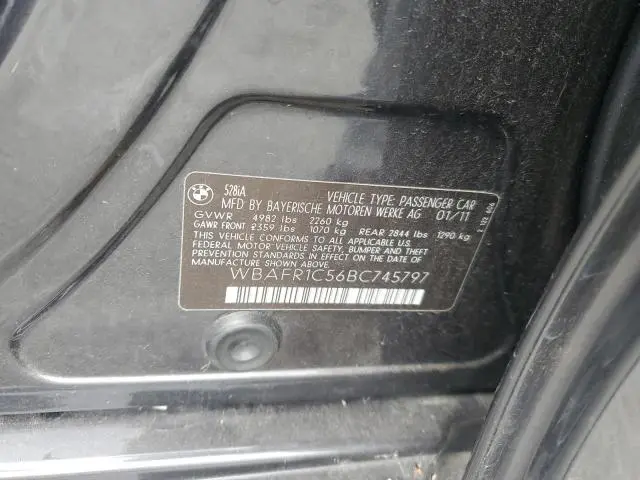 528iA VEHICLE TYPE: PASSENGER CAR
MFD BY BAYERISCHE MOTOREN WERKE AG 01/11
GVWR 4982 lbs 2260 kg
GAWR FRONT 2359 lbs 1070 kg REAR 2844 lbs 1290 kg
THIS VEHICLE CONFORMS TO ALL APPLICABLE
FEDERAL MOTOR VEHICLE SAFETY, BUMPER AND THEFT
PREVENTION STANDARDS IN EFFECT ON THE DATE OF
MANUFACTURE SHOWN ABOVE.
WBAFR1C56BC745797